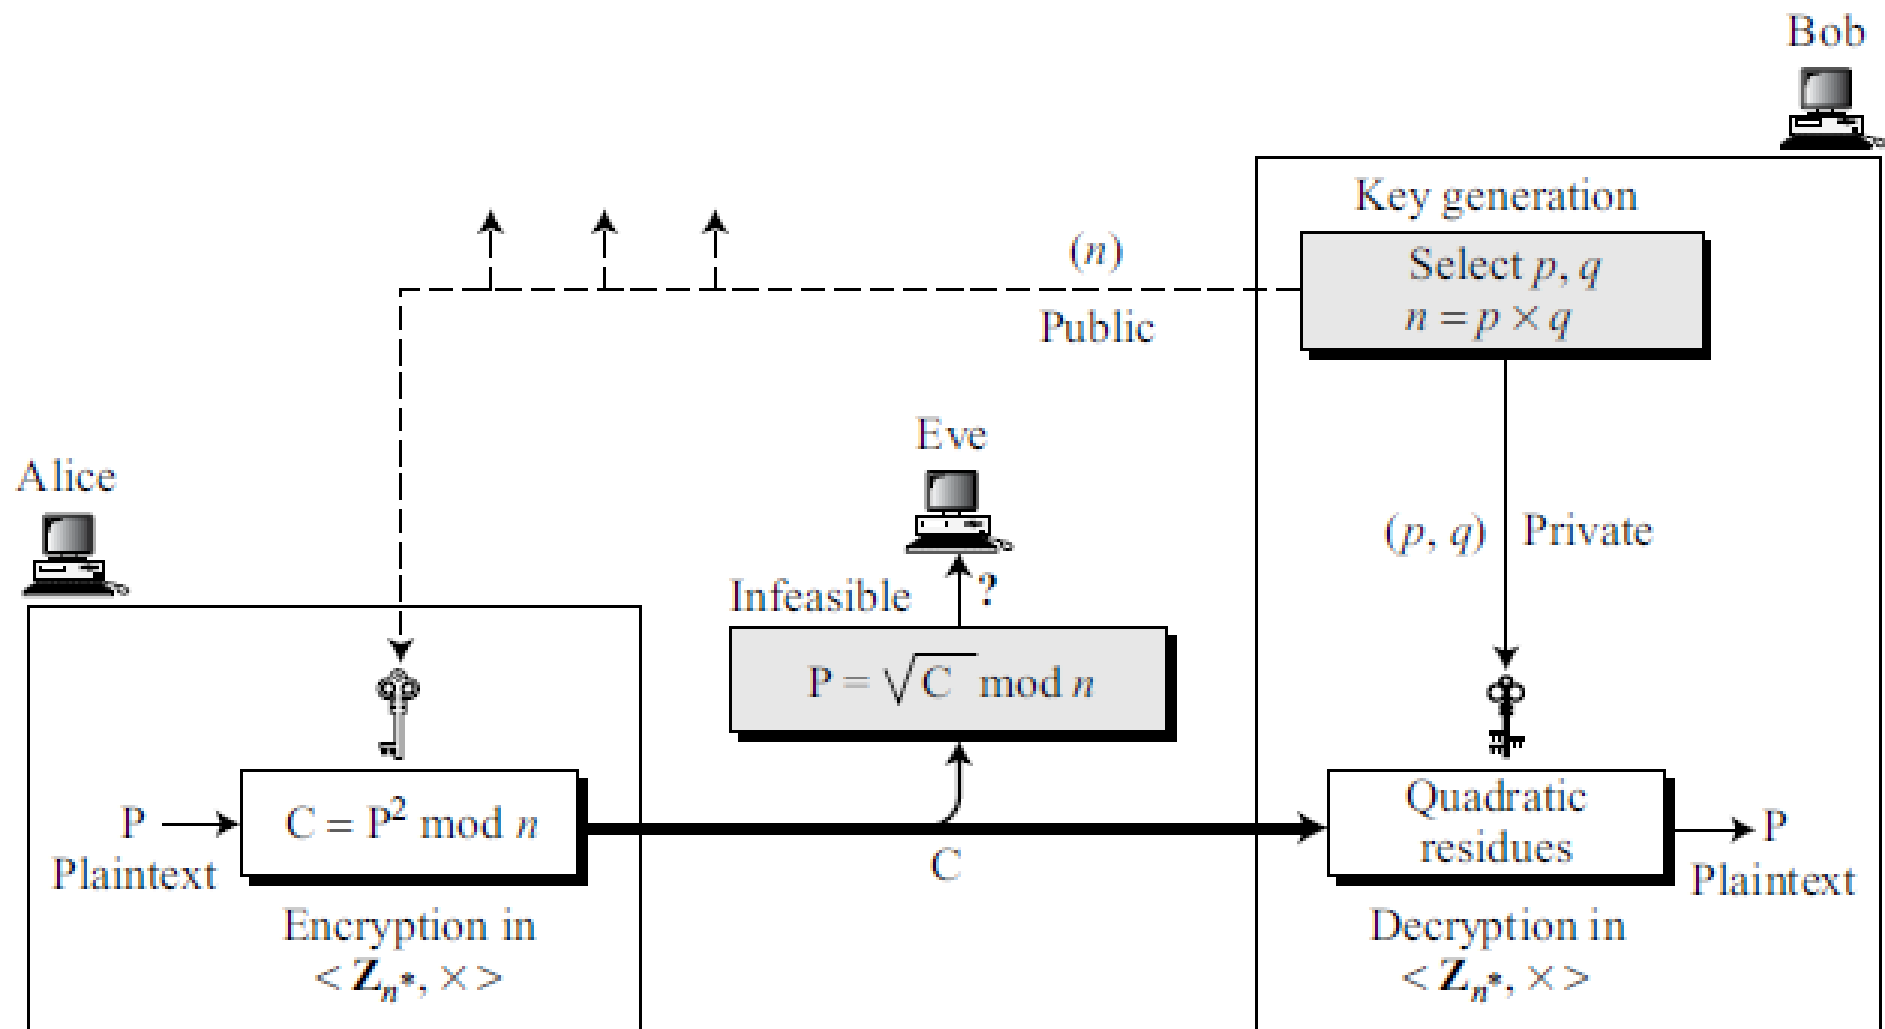 Bob
Key generation
Select p, q
n = p × q
(n)
Public
Eve
Alice
(p, q) Private
Infeasible ?
P = √C mod n
P
Plaintext
C = P² mod n
C
Quadratic
residues
P
Plaintext
Encryption in
< Zn*, × >
Decryption in
< Zn*, × >